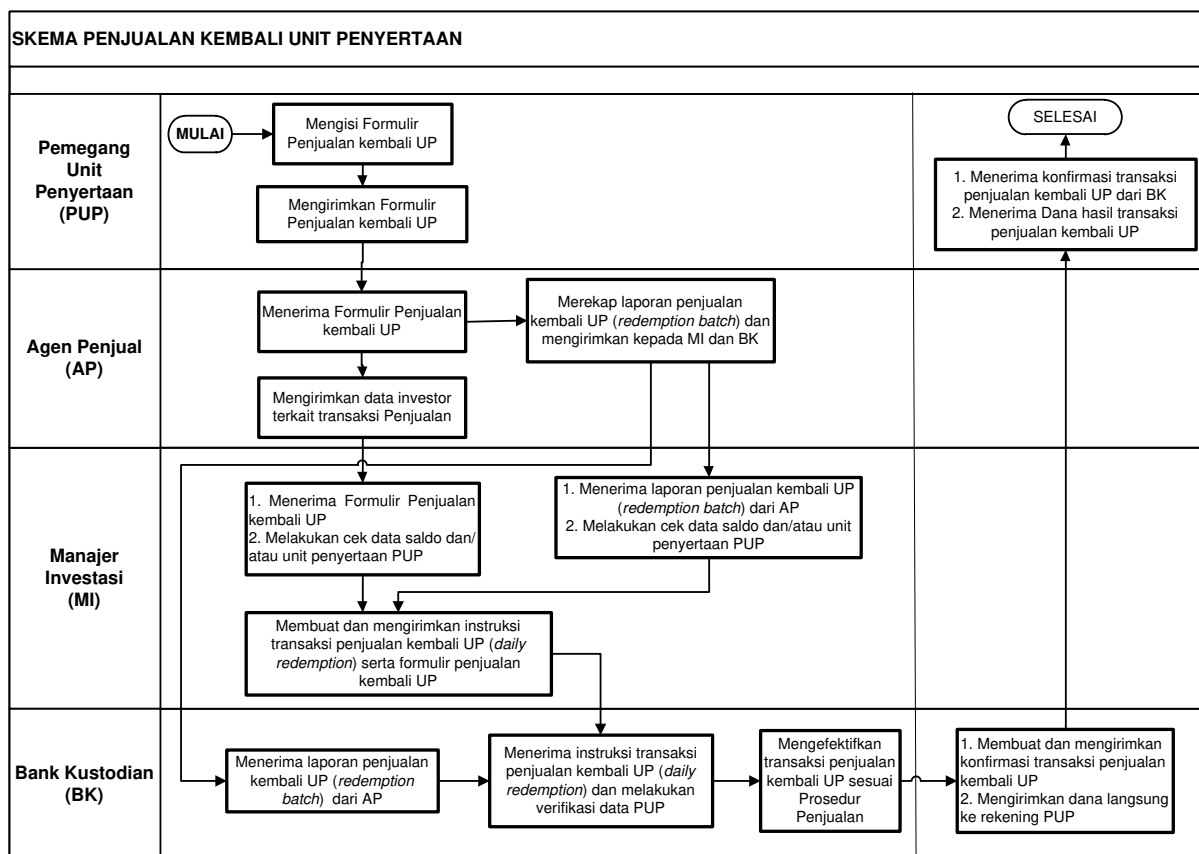 SKEMA PENJUALAN KEMBALI UNIT PENYERTAAN
Pemegang
Unit
Penyertaan
(PUP)
MULAI
Mengisi Formulir
Penjualan kembali UP
Mengirimkan Formulir
Penjualan kembali UP
SELESAI
1. Menerima konfirmasi transaksi
penjualan kembali UP dari BK
2. Menerima Dana hasil transaksi
penjualan kembali UP
Agen Penjual
(AP)
Menerima Formulir Penjualan
kembali UP
Merekap laporan penjualan
kembali UP (redemption batch) dan
mengirimkan kepada MI dan BK
Mengirimkan data investor
terkait transaksi Penjualan
Manajer
Investasi
(MI)
1. Menerima Formulir Penjualan
kembali UP
2. Melakukan cek data saldo dan/
atau unit penyertaan PUP
1. Menerima laporan penjualan kembali UP
(redemption batch) dari AP
2. Melakukan cek data saldo dan/atau unit
penyertaan PUP
Membuat dan mengirimkan instruksi
transaksi penjualan kembali UP (daily
redemption) serta formulir penjualan
kembali UP
Bank Kustodian
(BK)
Menerima laporan penjualan
kembali UP (redemption
batch) dari AP
Menerima instruksi transaksi
penjualan kembali UP (daily
redemption) dan melakukan
verifikasi data PUP
Mengefektifkan
transaksi penjualan
kembali UP sesuai
Prosedur
Penjualan
1. Membuat dan mengirimkan
konfirmasi transaksi penjualan
kembali UP
2. Mengirimkan dana langsung
ke rekening PUP